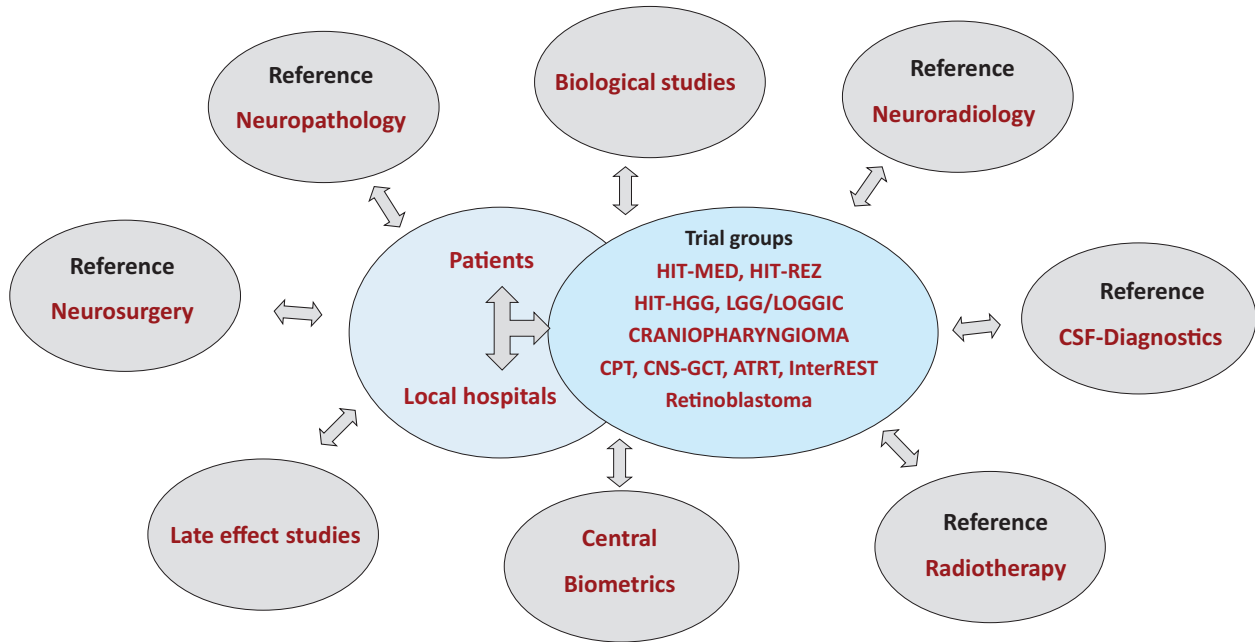 Reference
Neuropathology
Biological studies
Reference
Neuroradiology
Reference
Neurosurgery
Patients
Local hospitals
Trial groups
HIT-MED, HIT-REZ
HIT-HGG, LGG/LOGGIC
CRANIOPHARYNGIOMA
CPT, CNS-GCT, ATRT, InterREST
Retinoblastoma
Reference
CSF-Diagnostics
Late effect studies
Central
Biometrics
Reference
Radiotherapy